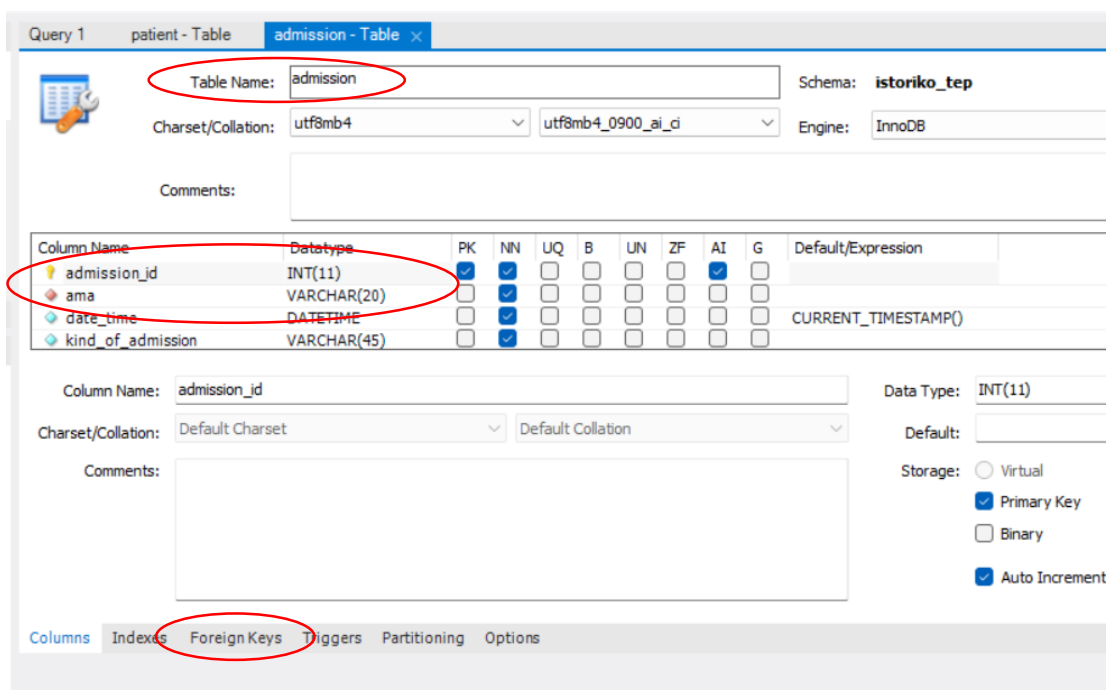 Query 1 patient - Table admission - Table ×
Table Name: admission Schema: istoriko_tep
Charset/Collation: utf8mb4 utf8mb4_0900_ai_ci Engine: InnoDB
Comments:
Column Name Datatype PK NN UQ B UN ZF AI G Default/Expression
admission_id INT(11)
ama VARCHAR(20)
date_time DATETIME CURRENT_TIMESTAMP()
kind_of_admission VARCHAR(45)
Column Name: admission_id Data Type: INT(11)
Charset/Collation: Default Charset Default Collation Default:
Comments: Storage: Virtual
Primary Key
Binary
Auto Increment
Columns Indexes Foreign Keys Triggers Partitioning Options